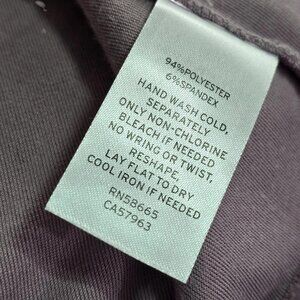 94%POLYESTER
6%SPANDEX
HAND WASH COLD,
SEPARATELY
ONLY NON-CHLORINE
BLEACH IF NEEDED
NO WRING OR TWIST,
RESHAPE,
LAY FLAT TO DRY
COOL IRON IF NEEDED
RN58665
CA57963